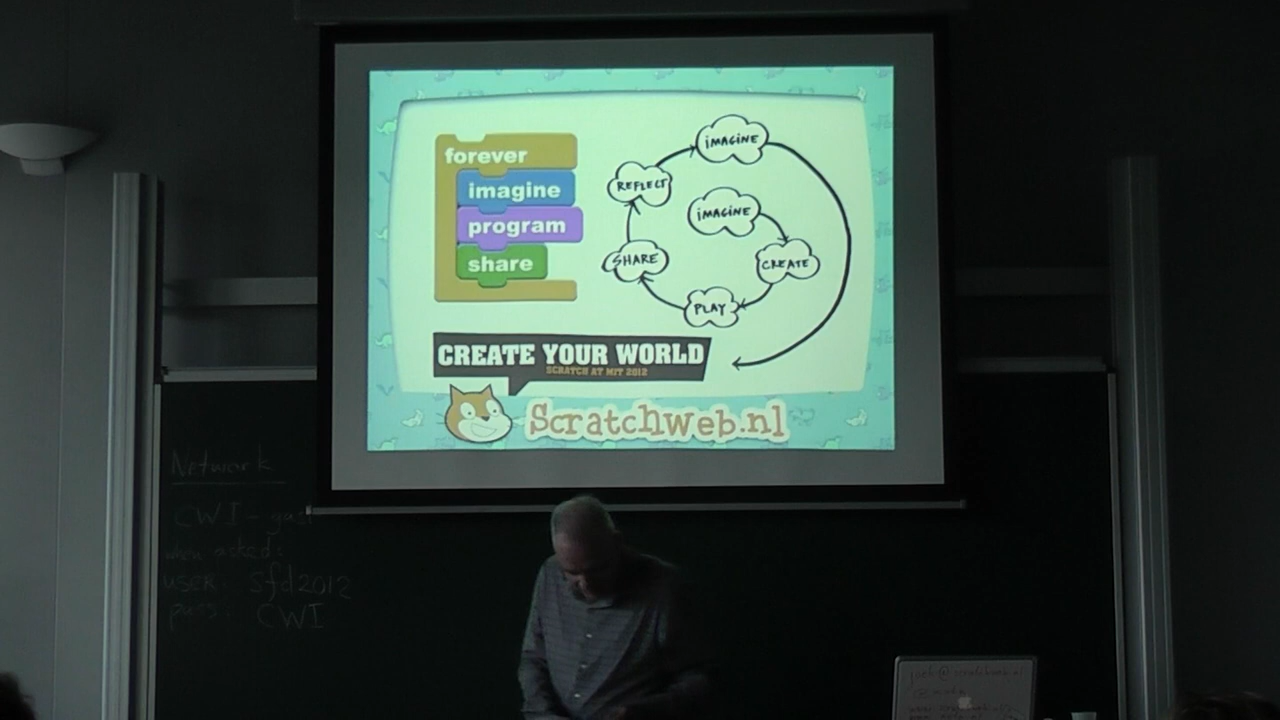 forever
imagine
program
share
IMAGINE
REFLECT
IMAGINE
SHARE
CREATE
PLAY
CREATE YOUR WORLD
SCRATCH AT MIT 2012
Scratchweb.nl
Network
CWI-guest
when asked:
user: sfd2012
pass: CWI